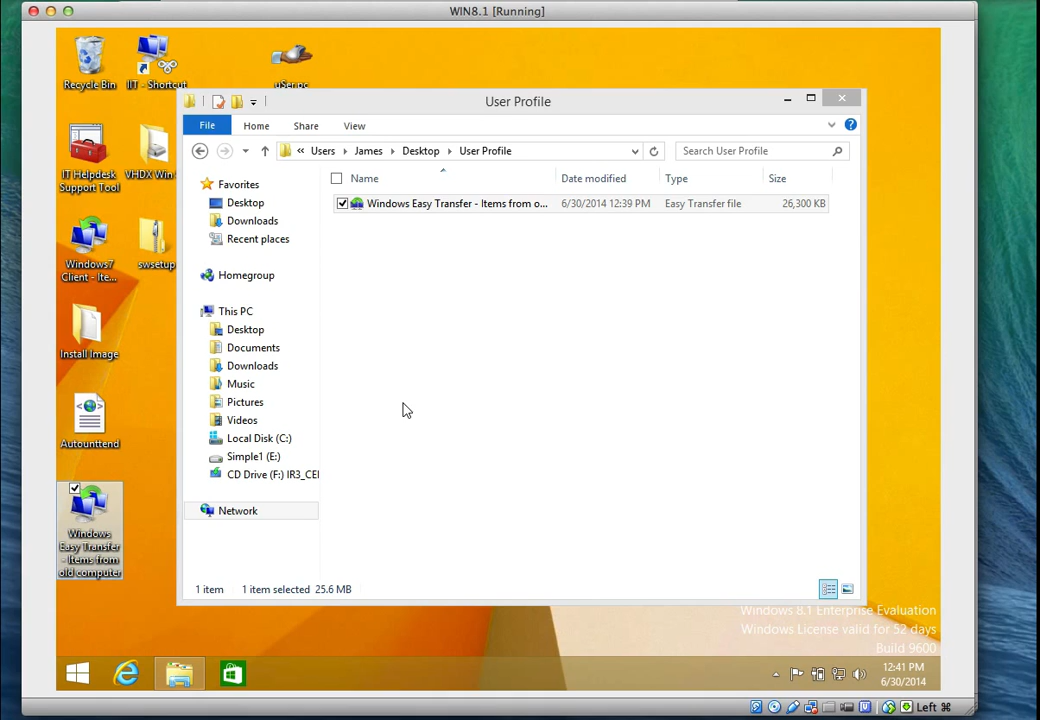 WIN8.1 [Running]
Recycle Bin
IIT - Shortcut
uSer.pc
User Profile
File
Home
Share
View
« Users
James
Desktop
User Profile
Search User Profile
Name
Date modified
Type
Size
Windows Easy Transfer - Items from o...
6/30/2014 12:39 PM
Easy Transfer file
26,300 KB
IT Helpdesk
Support Tool
VHDX Win
Windows7
Client - Ite...
swsetup
Install Image
Autounttend
Windows
Easy Transfer
- Items from
old computer
Favorites
Desktop
Downloads
Recent places
Homegroup
This PC
Desktop
Documents
Downloads
Music
Pictures
Videos
Local Disk (C:)
Simple1 (E:)
CD Drive (F:) IR3_CEI
Network
1 item
1 item selected 25.6 MB
Windows 8.1 Enterprise Evaluation
Windows License valid for 52 days
Build 9600
12:41 PM
6/30/2014
Left ⌘